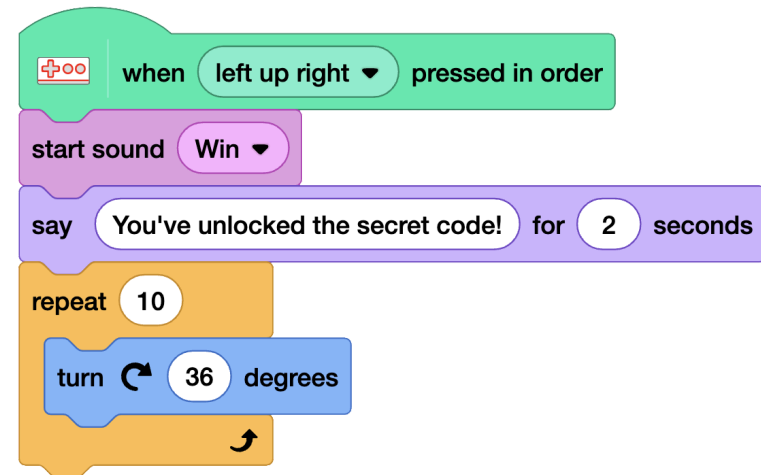 when left up right pressed in order
start sound Win
say You've unlocked the secret code! for 2 seconds
repeat 10
turn 36 degrees